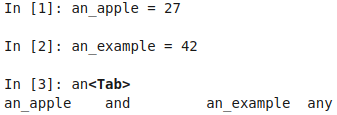 In [1]: an_apple = 27
In [2]: an_example = 42
In [3]: an<Tab>
an_apple and an_example any